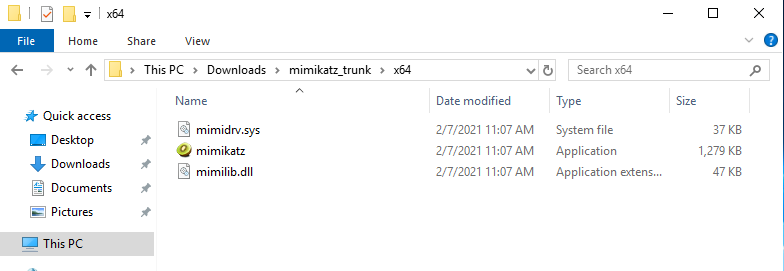 x64
File Home Share View
This PC Downloads mimikatz_trunk x64 Search x64
Quick access
Desktop
Downloads
Documents
Pictures
This PC
Name Date modified Type Size
mimidrv.sys 2/7/2021 11:07 AM System file 37 KB
mimikatz 2/7/2021 11:07 AM Application 1,279 KB
mimilib.dll 2/7/2021 11:07 AM Application extens... 47 KB